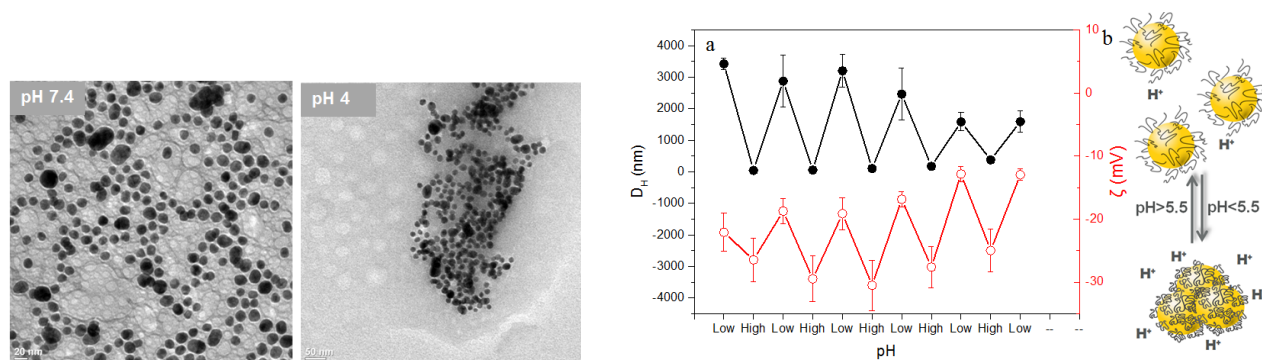 pH 7.4
20 nm
pH 4
50 nm
a
4500
4000
3000
2000
1000
0
-1000
-2000
-3000
-4000
D_H (nm)
10
0
-10
-20
-30
ζ (mV)
Low High Low High Low High Low High Low High Low -- --
pH
b
H⁺
H⁺
H⁺
pH>5.5 pH<5.5
H⁺
H⁺
H⁺
H⁺
H
H⁺
H⁺